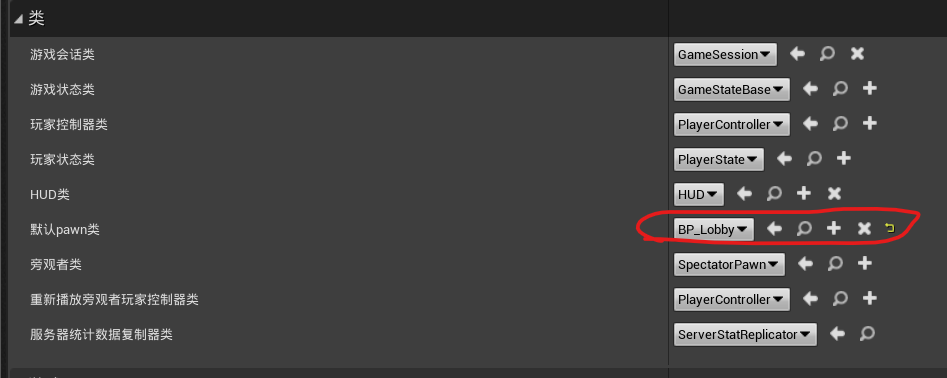 类
游戏会话类 GameSession
游戏状态类 GameStateBase
玩家控制器类 PlayerController
玩家状态类 PlayerState
HUD类 HUD
默认pawn类 BP_Lobby
旁观者类 SpectatorPawn
重新播放旁观者玩家控制器类 PlayerController
服务器统计数据复制器类 ServerStatReplicator